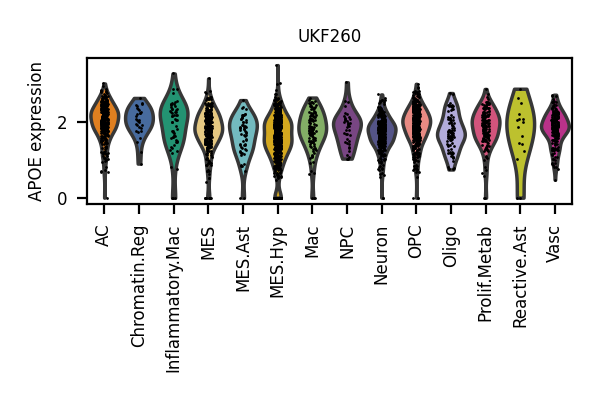 UKF260
APOE expression
2
0
AC
Chromatin.Reg
Inflammatory.Mac
MES
MES.Ast
MES.Hyp
Mac
NPC
Neuron
OPC
Oligo
Prolif.Metab
Reactive.Ast
Vasc